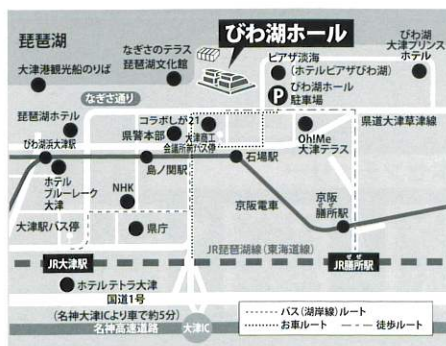 琵琶湖
びわ湖ホール
なぎさのテラス
琵琶湖文化館
ピアザ淡海
(ホテルピアザびわ湖)
びわ湖
大津プリンス
ホテル
大津港観光船のりば
P
びわ湖ホール
駐車場
なぎさ通り
琵琶湖ホテル
コラボしが21
県警本部
大津商工
会議所前バス停
Oh!Me
大津テラス
県道大津草津線
びわ湖浜大津駅
島ノ関駅
石場駅
ホテル
ブルーレーク
大津
NHK
京阪電車
京阪
膳所駅
ぜぜ
大津駅バス停
県庁
JR琵琶湖線(東海道線)
JR大津駅
JR膳所駅
ぜぜ
ホテルテトラ大津
国道1号
(名神大津ICより車で約5分)
名神高速道路
大津IC
バス(湖岸線)ルート
お車ルート
徒歩ルート